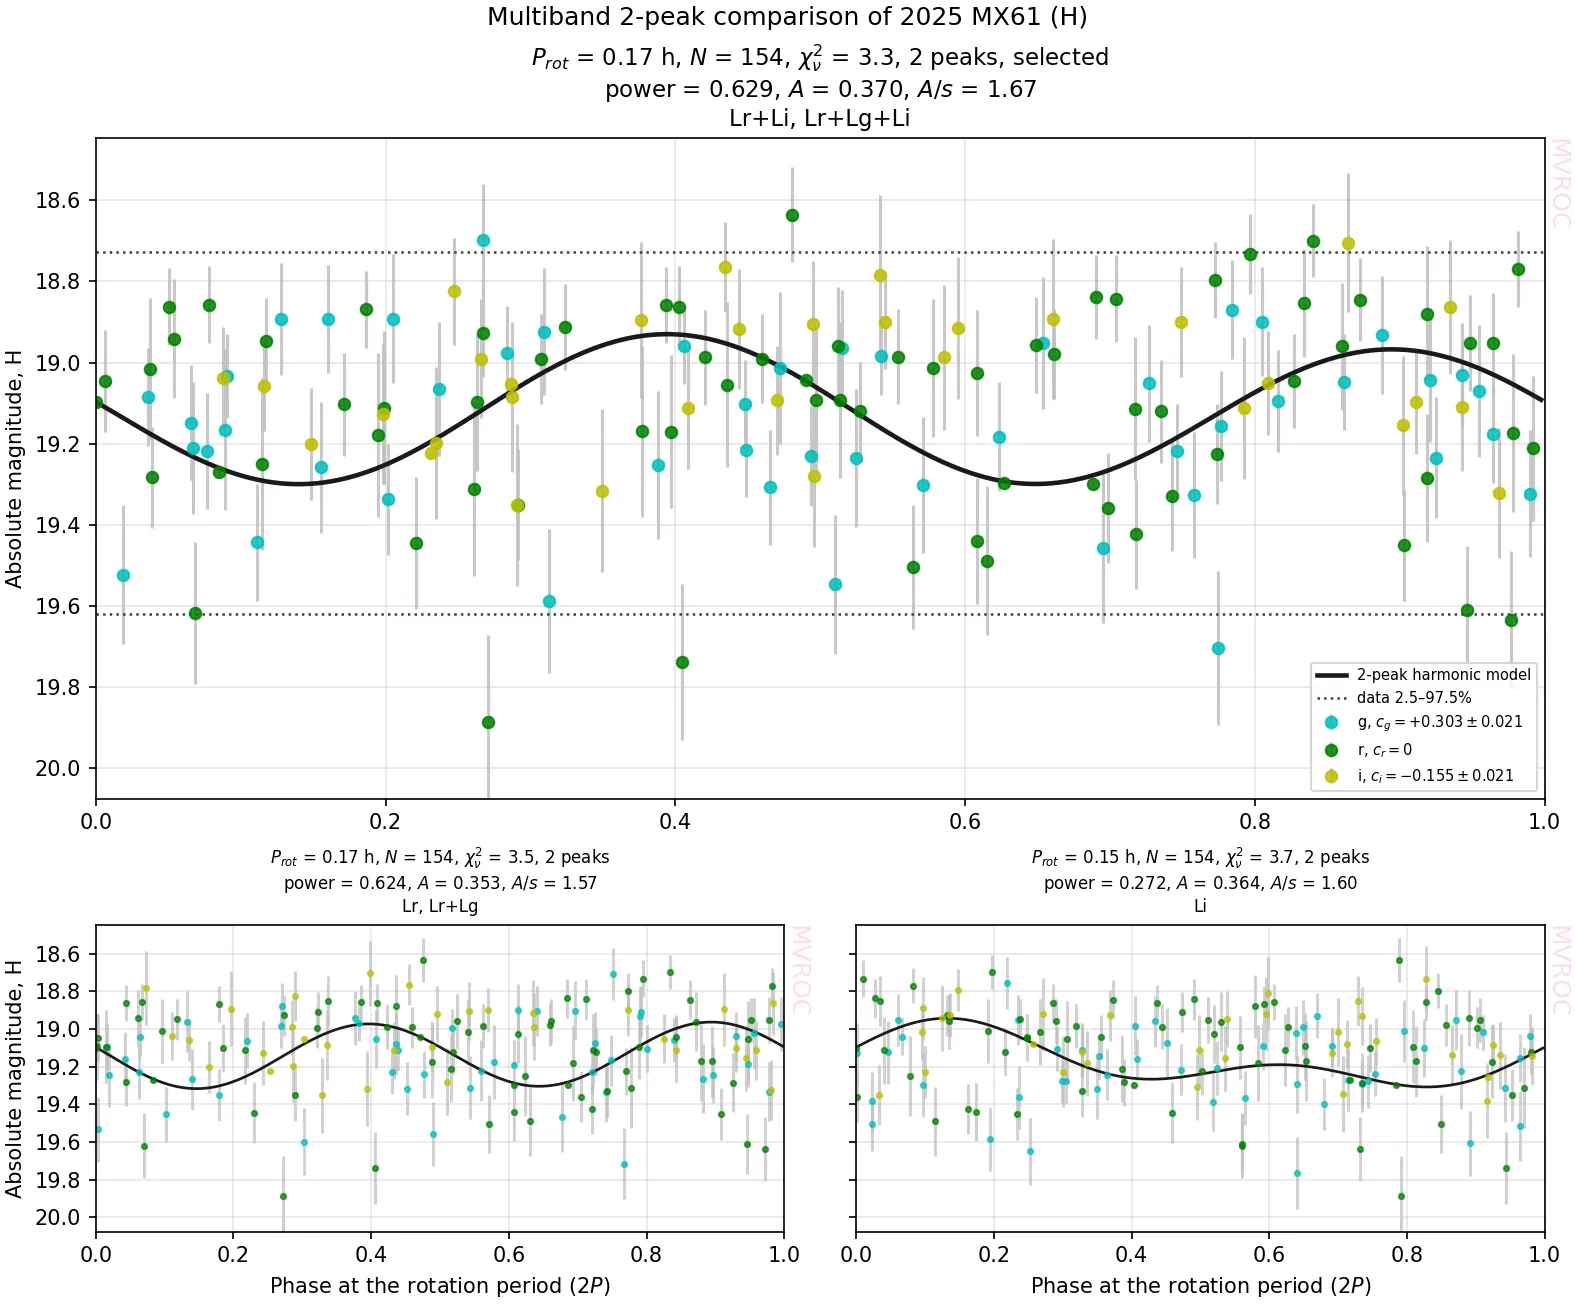 Multiband 2-peak comparison of 2025 MX61 (H)
P_rot = 0.17 h, N = 154, χ²_ν = 3.3, 2 peaks, selected
power = 0.629, A = 0.370, A/s = 1.67
Lr+Li, Lr+Lg+Li
MVROC
Absolute magnitude, H
18.6
18.8
19.0
19.2
19.4
19.6
19.8
20.0
2-peak harmonic model
data 2.5–97.5%
g, c_g = +0.303 ± 0.021
r, c_r = 0
i, c_i = −0.155 ± 0.021
0.0 0.2 0.4 0.6 0.8 1.0
P_rot = 0.17 h, N = 154, χ²_ν = 3.5, 2 peaks
power = 0.624, A = 0.353, A/s = 1.57
Lr, Lr+Lg
MVROC
Absolute magnitude, H
18.6
18.8
19.0
19.2
19.4
19.6
19.8
20.0
0.0 0.2 0.4 0.6 0.8 1.0
Phase at the rotation period (2P)
P_rot = 0.15 h, N = 154, χ²_ν = 3.7, 2 peaks
power = 0.272, A = 0.364, A/s = 1.60
Li
MVROC
0.0 0.2 0.4 0.6 0.8 1.0
Phase at the rotation period (2P)